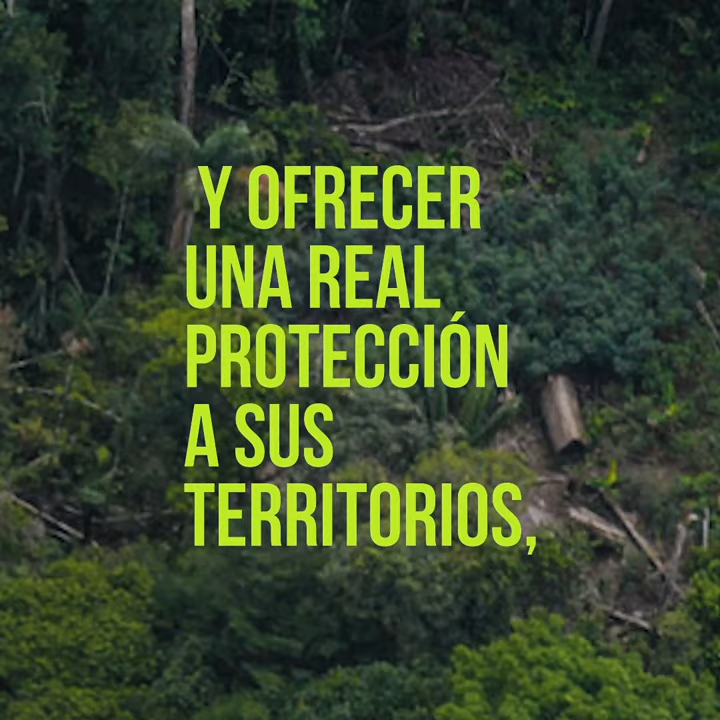 Y OFRECER
UNA REAL
PROTECCIÓN
A SUS
TERRITORIOS,